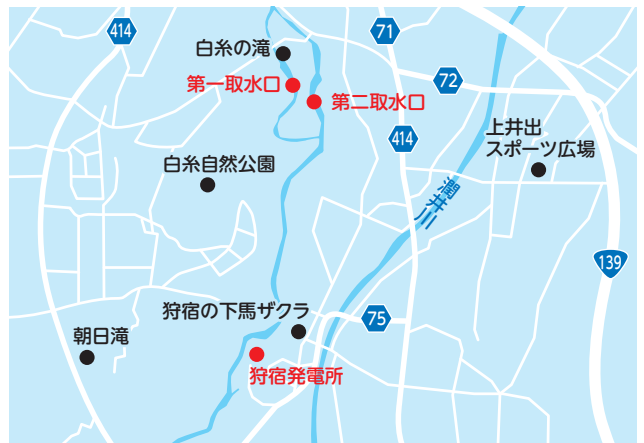 414
71
白糸の滝
第一取水口
72
第二取水口
414
上井出
スポーツ広場
白糸自然公園
潤井川
139
狩宿の下馬ザクラ
75
朝日滝
狩宿発電所